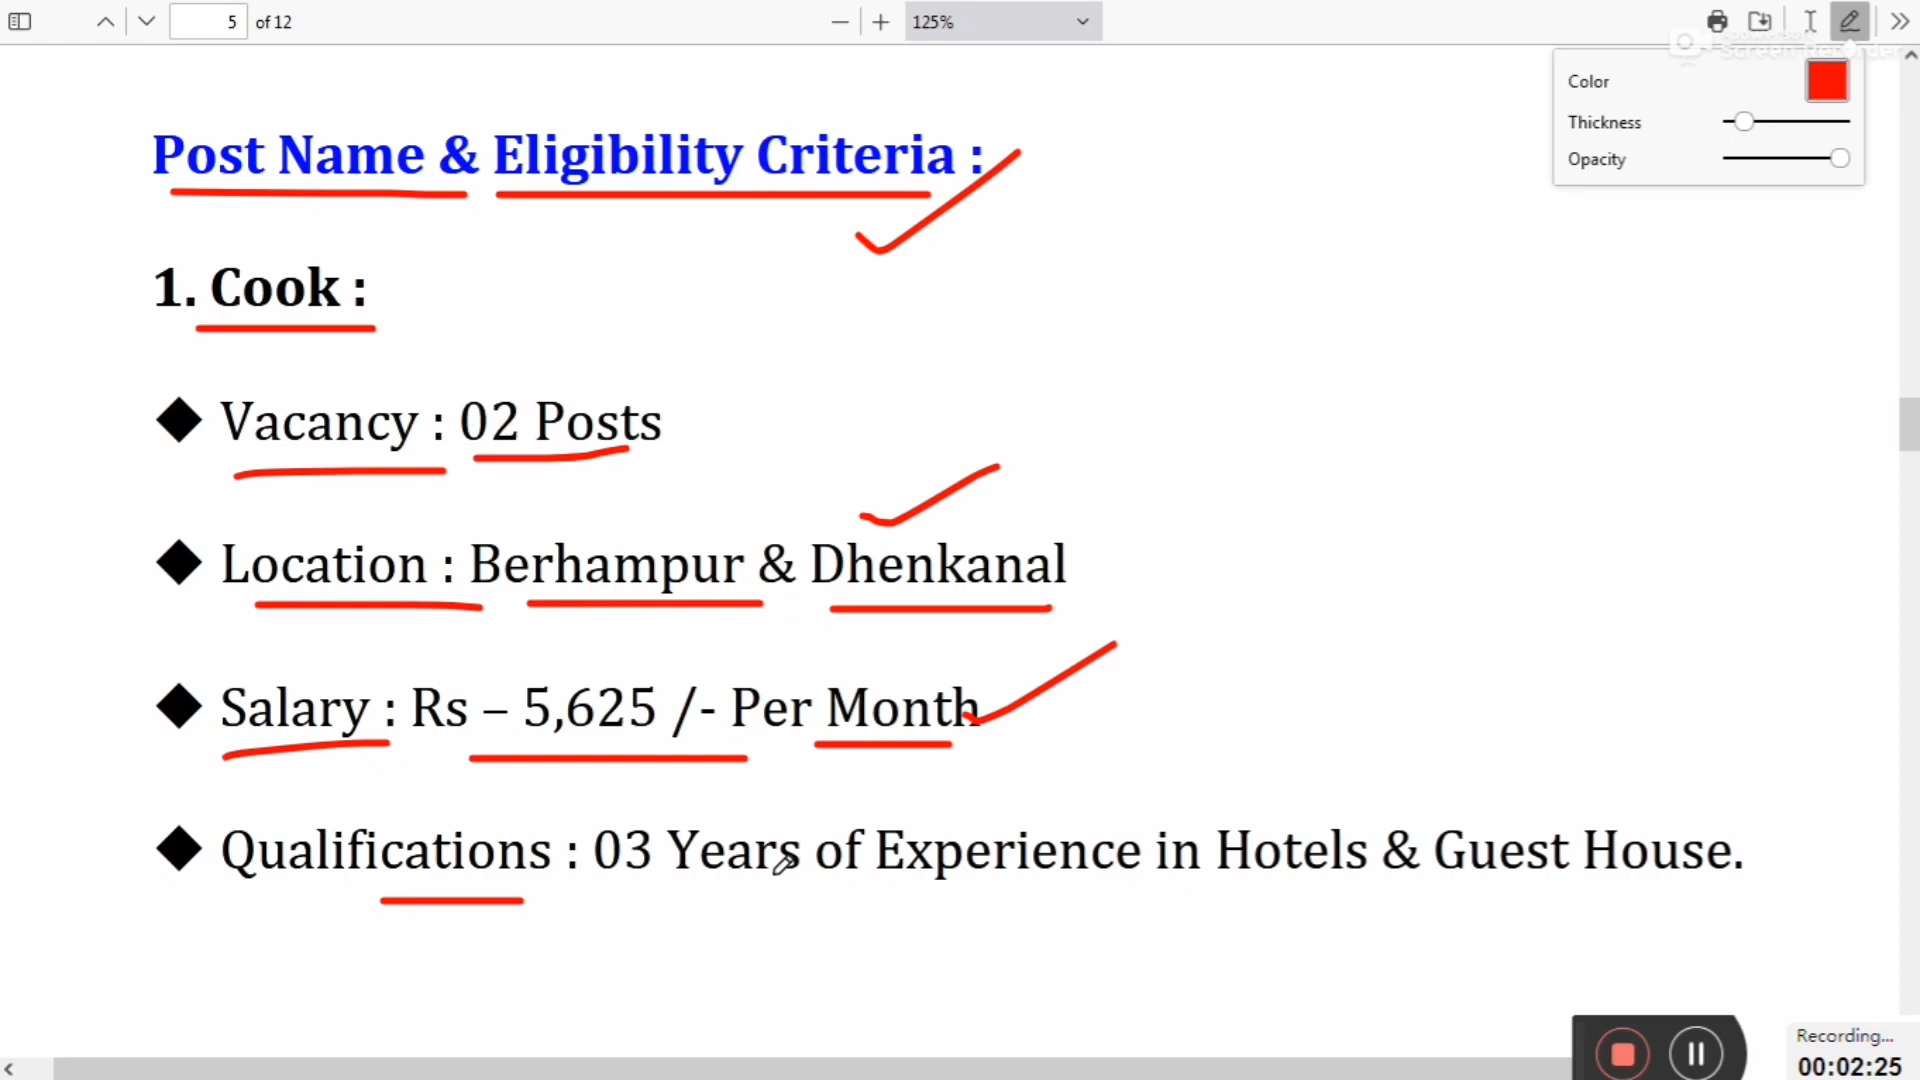 5 of 12
125%
Screen Recorder
Color
Thickness
Opacity
Post Name & Eligibility Criteria :
1. Cook :
Vacancy : 02 Posts
Location : Berhampur & Dhenkanal
Salary : Rs – 5,625 /- Per Month
Qualifications : 03 Years of Experience in Hotels & Guest House.
Recording...
00:02:25